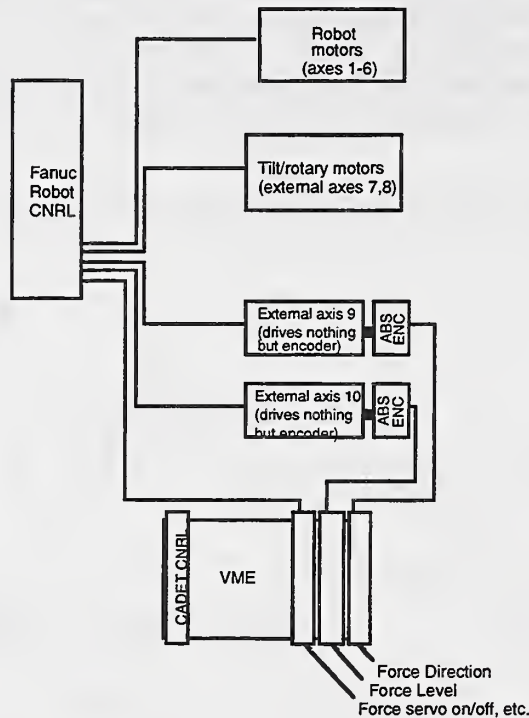 Robot
motors
(axes 1-6)
Fanuc
Robot
CNRL
Tilt/rotary motors
(external axes 7,8)
External axis 9
(drives nothing
but encoder)
ABS
ENC
External axis 10
(drives nothing
but encoder)
ABS
ENC
CADET CNRL
VME
Force Direction
Force Level
Force servo on/off, etc.